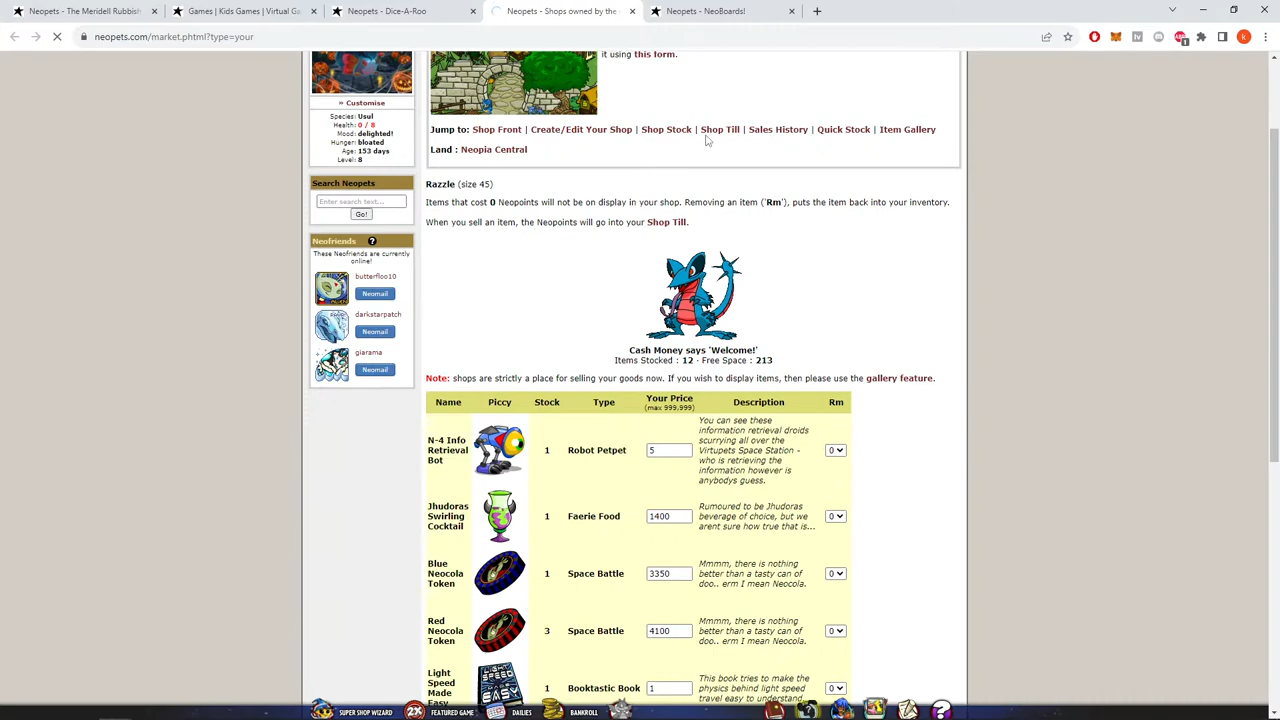 Neopets - The Meridell Report
Games | Kids Games | Virtual G
Neopets - Dice-A-Roo
Neopets - Shops owned by the
Neopets - NeoBoards!
neopets.com/market.phtml?type=your
it using this form.
» Customise
Species: Usul
Health: 0 / 8
Mood: delighted!
Hunger: bloated
Age: 153 days
Level: 8
Jump to: Shop Front | Create/Edit Your Shop | Shop Stock | Shop Till | Sales History | Quick Stock | Item Gallery
Land : Neopia Central
Search Neopets
Enter search text...
Go!
Neofriends ?
These Neofriends are currently
online!
butterfloo10
Neomail
darkstarpatch
Neomail
giarama
Neomail
Razzle (size 45)
Items that cost 0 Neopoints will not be on display in your shop. Removing an item ('Rm'), puts the item back into your inventory.
When you sell an item, the Neopoints will go into your Shop Till.
Cash Money says 'Welcome!'
Items Stocked : 12 · Free Space : 213
Note: shops are strictly a place for selling your goods now. If you wish to display items, then please use the gallery feature.
Name Piccy Stock Type Your Price (max 999,999) Description Rm
N-4 Info
Retrieval
Bot
1 Robot Petpet 5
You can see these
information retrieval droids
scurrying all over the
Virtupets Space Station -
who is retrieving the
information however is
anybodys guess.
0
Jhudoras
Swirling
Cocktail
1 Faerie Food 1400
Rumoured to be Jhudoras
beverage of choice, but we
arent sure how true that is...
0
Blue
Neocola
Token
1 Space Battle 3350
Mmmm, there is nothing
better than a tasty can of
doo.. erm I mean Neocola.
0
Red
Neocola
Token
3 Space Battle 4100
Mmmm, there is nothing
better than a tasty can of
doo.. erm I mean Neocola.
0
Light
Speed
Made
Easy
LIGHT
SPEED
MADE
EASY
1 Booktastic Book 1
This book tries to make the
physics behind light speed
travel easy to understand.
0
SUPER SHOP WIZARD
2X FEATURED GAME
DAILIES
BANKROLL